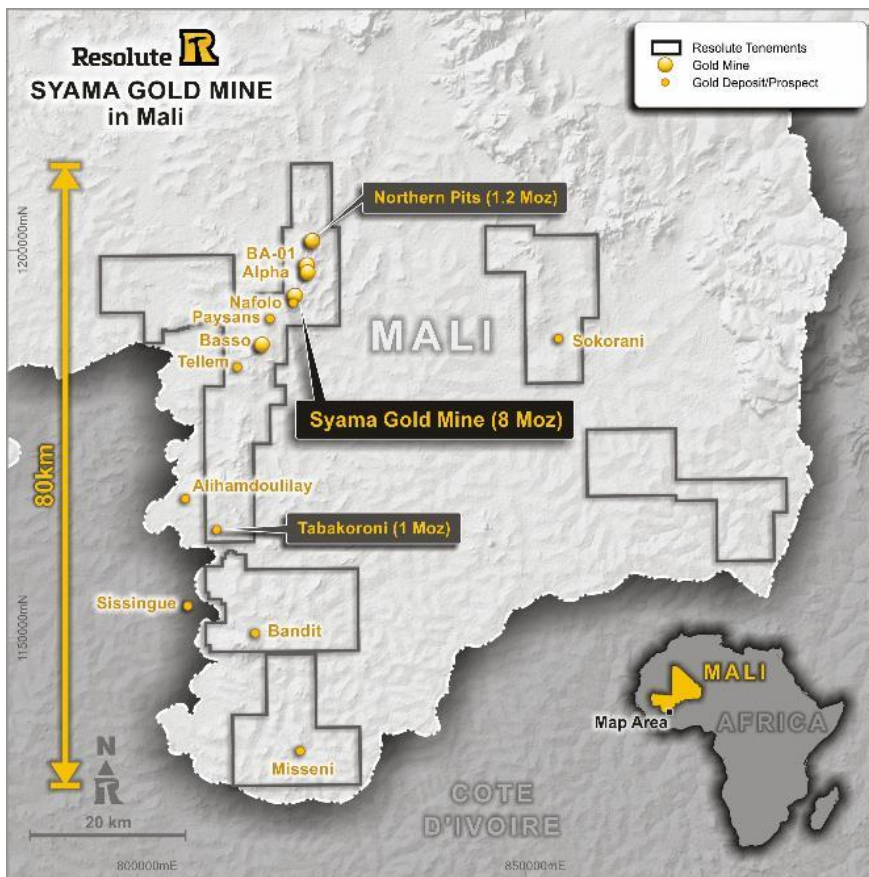 Resolute
SYAMA GOLD MINE
in Mali
Resolute Tenements
Gold Mine
Gold Deposit/Prospect
Northern Pits (1.2 Moz)
1200000mN
BA-01
Alpha
Nafolo
Paysans
MALI
Basso
Sokorani
Tellem
Syama Gold Mine (8 Moz)
80km
Alihamdoulilay
Tabakoroni (1 Moz)
Sissingue
1150000mN
Bandit
MALI
Map Area
AFRICA
N
Misseni
COTE
D'IVOIRE
20 km
800000mE
850000mE